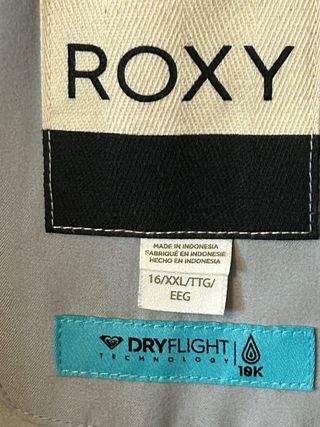 ROXY
MADE IN INDONESIA
FABRIQUÉ EN INDONESIE
HECHO EN INDONESIA
16/XXL/TTG/
EEG
DRYFLIGHT
TECHNOLOGY
10K